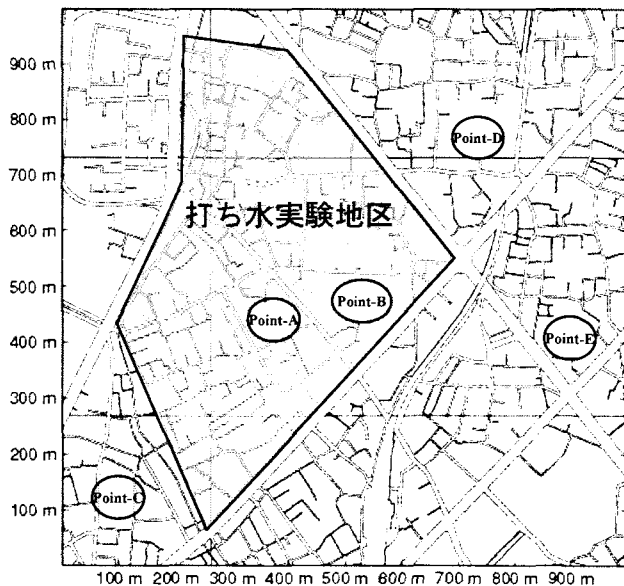 900 m
800 m
Point-D
700 m
打ち水実験地区
600 m
500 m
Point-B
Point-A
400 m
Point-E
300 m
200 m
Point-C
100 m
100 m 200 m 300 m 400 m 500 m 600 m 700 m 800 m 900 m